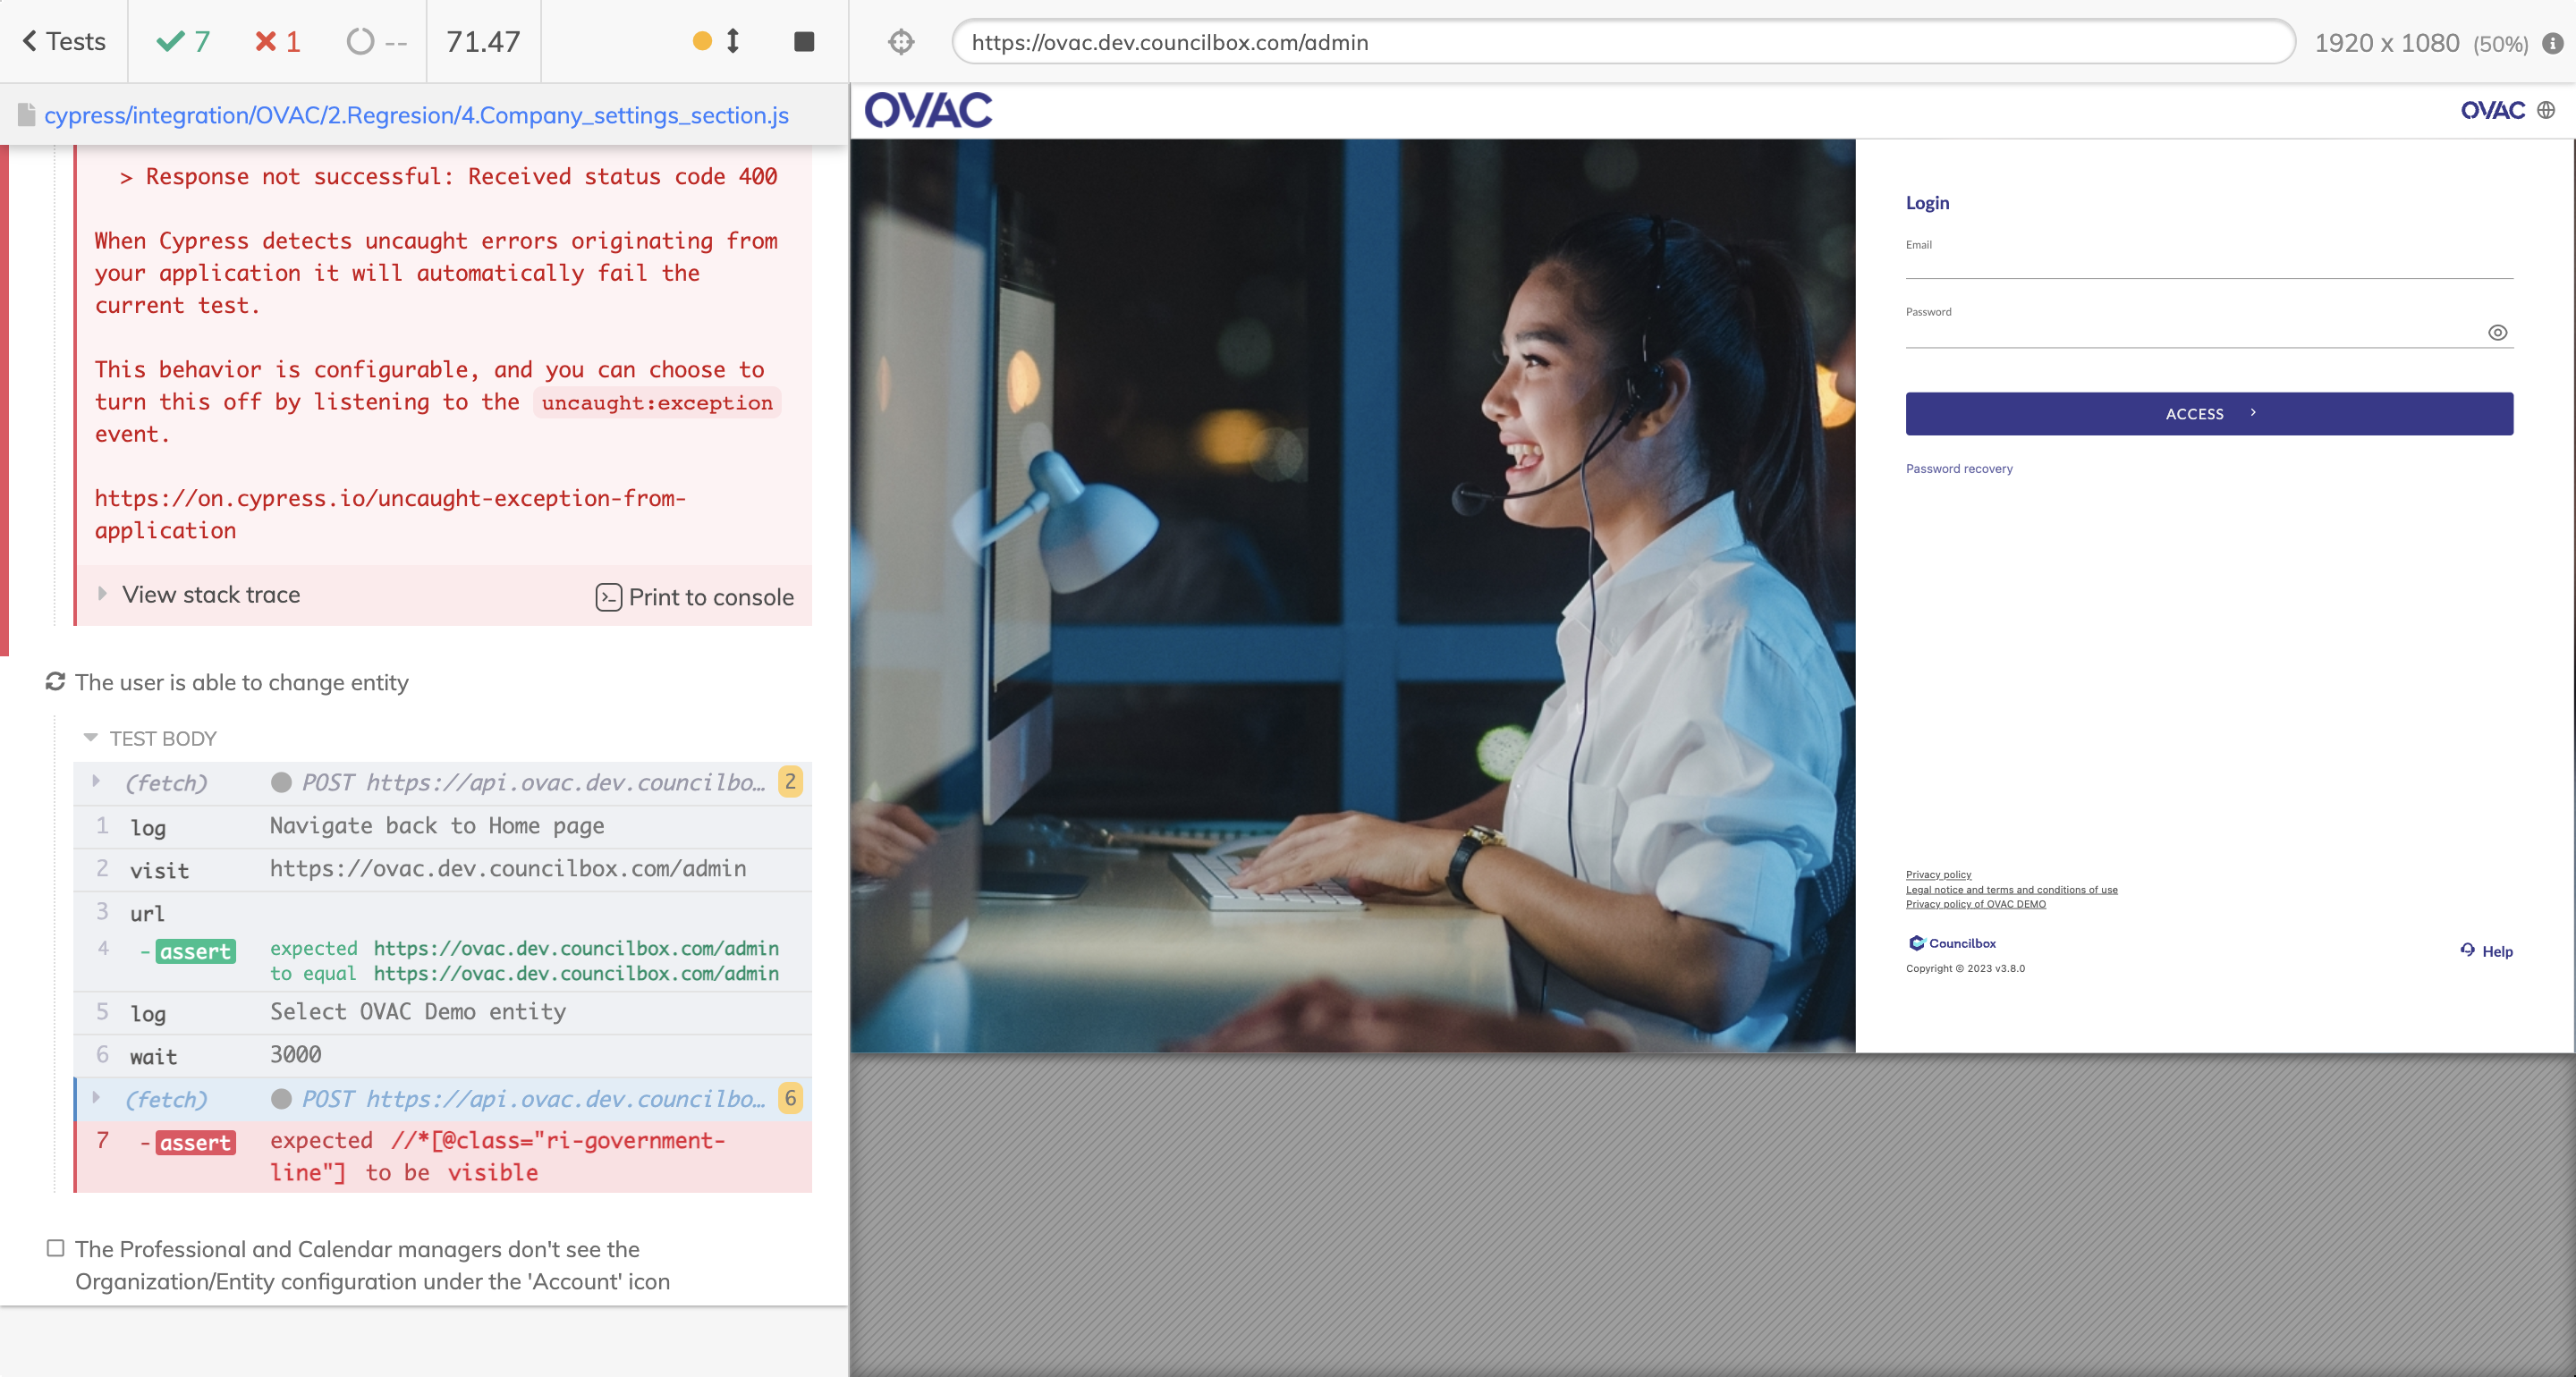 Tests
7
1
--
71.47
https://ovac.dev.councilbox.com/admin
1920 x 1080 (50%)
cypress/integration/OVAC/2.Regresion/4.Company_settings_section.js
> Response not successful: Received status code 400
When Cypress detects uncaught errors originating from
your application it will automatically fail the
current test.
This behavior is configurable, and you can choose to
turn this off by listening to the uncaught:exception
event.
https://on.cypress.io/uncaught-exception-from-
application
View stack trace
Print to console
The user is able to change entity
TEST BODY
(fetch) POST https://api.ovac.dev.councilbo… 2
1 log Navigate back to Home page
2 visit https://ovac.dev.councilbox.com/admin
3 url
4 -assert expected https://ovac.dev.councilbox.com/admin
to equal https://ovac.dev.councilbox.com/admin
5 log Select OVAC Demo entity
6 wait 3000
(fetch) POST https://api.ovac.dev.councilbo… 6
7 -assert expected //*[@class="ri-government-
line"] to be visible
The Professional and Calendar managers don't see the
Organization/Entity configuration under the 'Account' icon
OVAC
OVAC
Login
Email
Password
ACCESS
Password recovery
Privacy policy
Legal notice and terms and conditions of use
Privacy policy of OVAC DEMO
Councilbox
Copyright © 2023 v3.8.0
Help